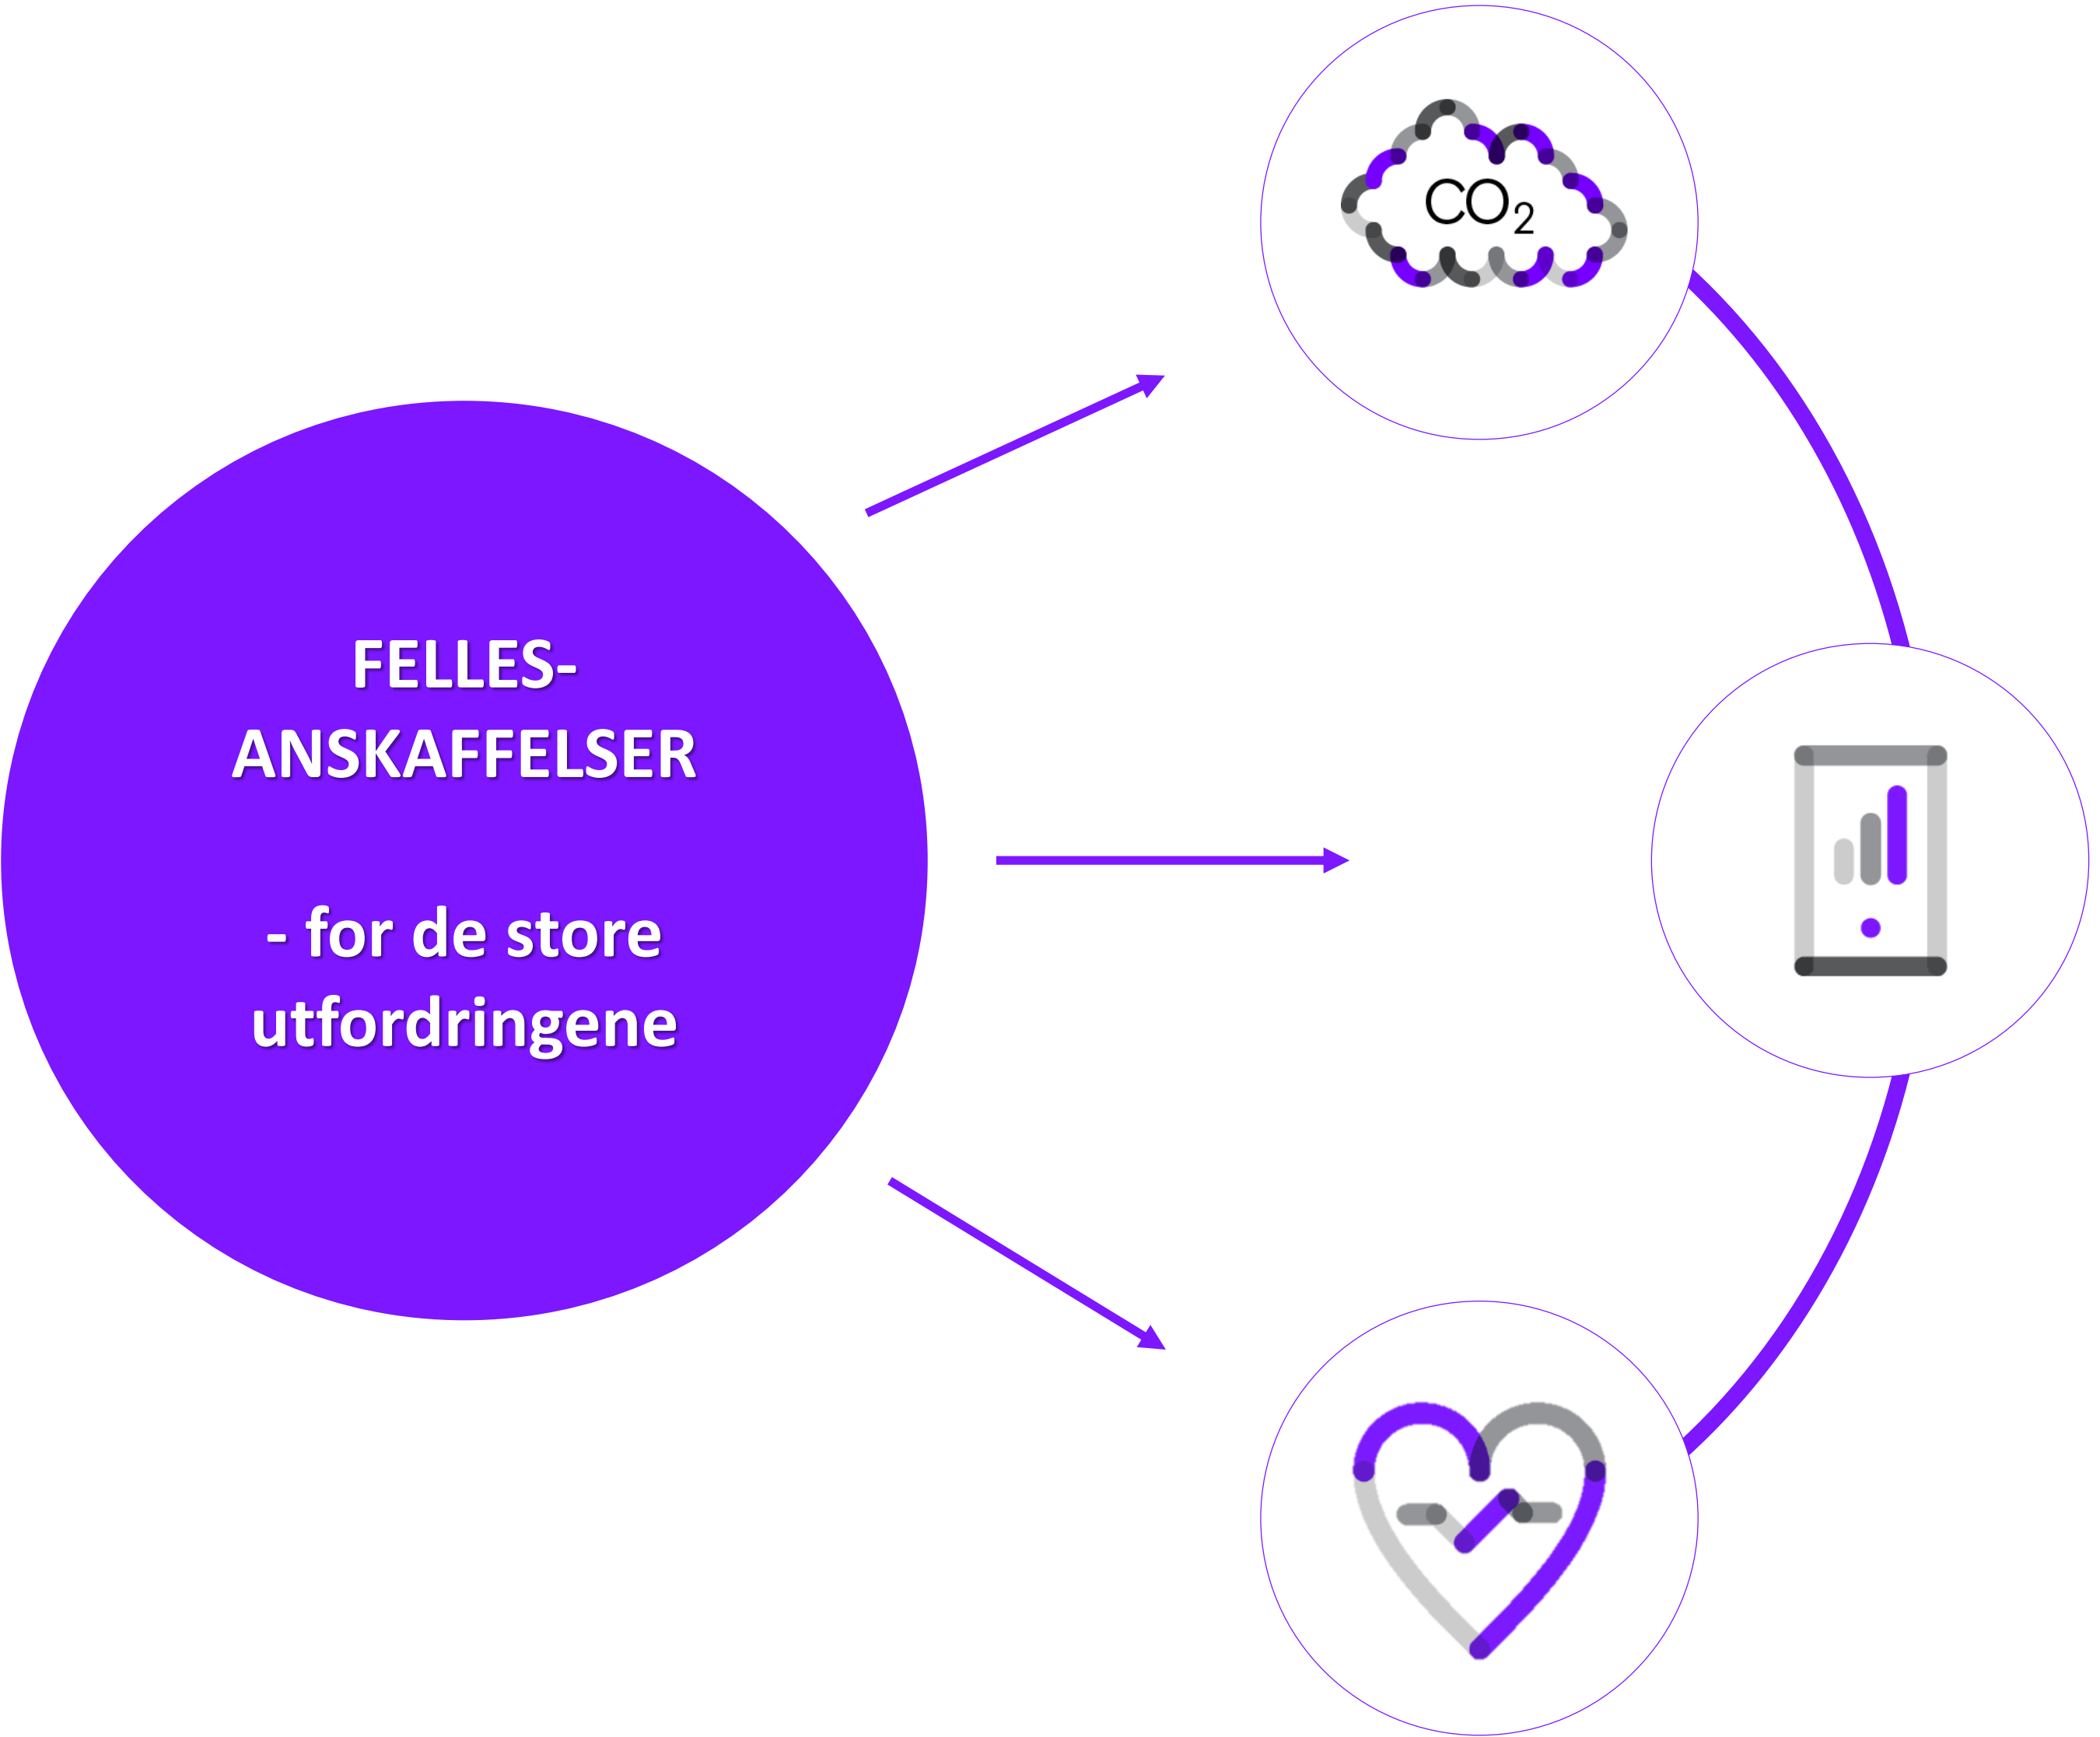 FELLES-
ANSKAFFELSER
- for de store
utfordringene
CO₂